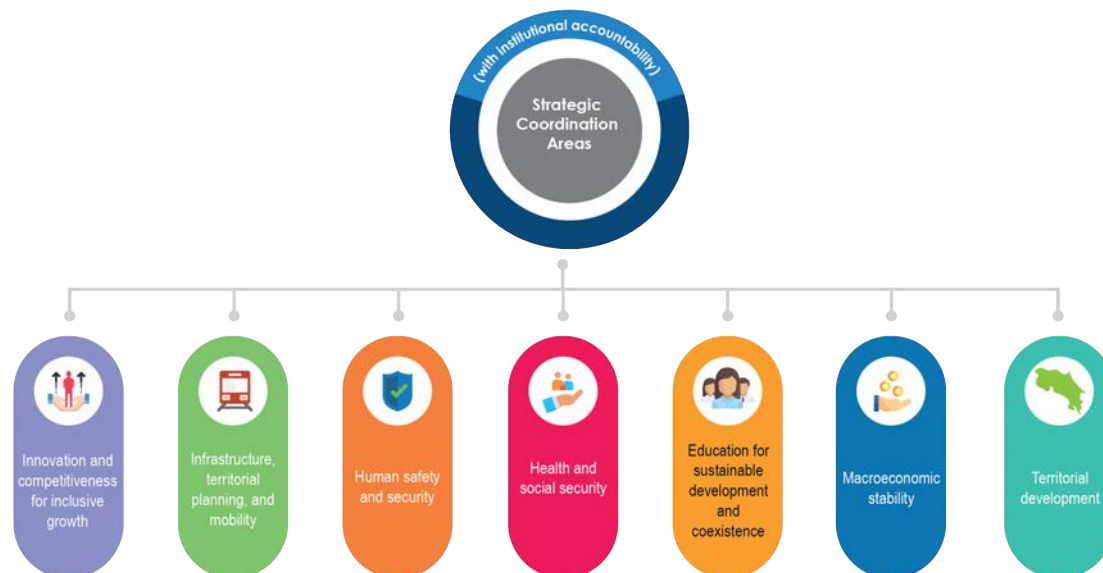 (with institutional accountability)
Strategic
Coordination
Areas
Innovation and
competitiveness
for inclusive
growth
Infrastructure,
territorial
planning, and
mobility
Human safety
and security
Health and
social security
Education for
sustainable
development
and
coexistence
Macroeconomic
stability
Territorial
development